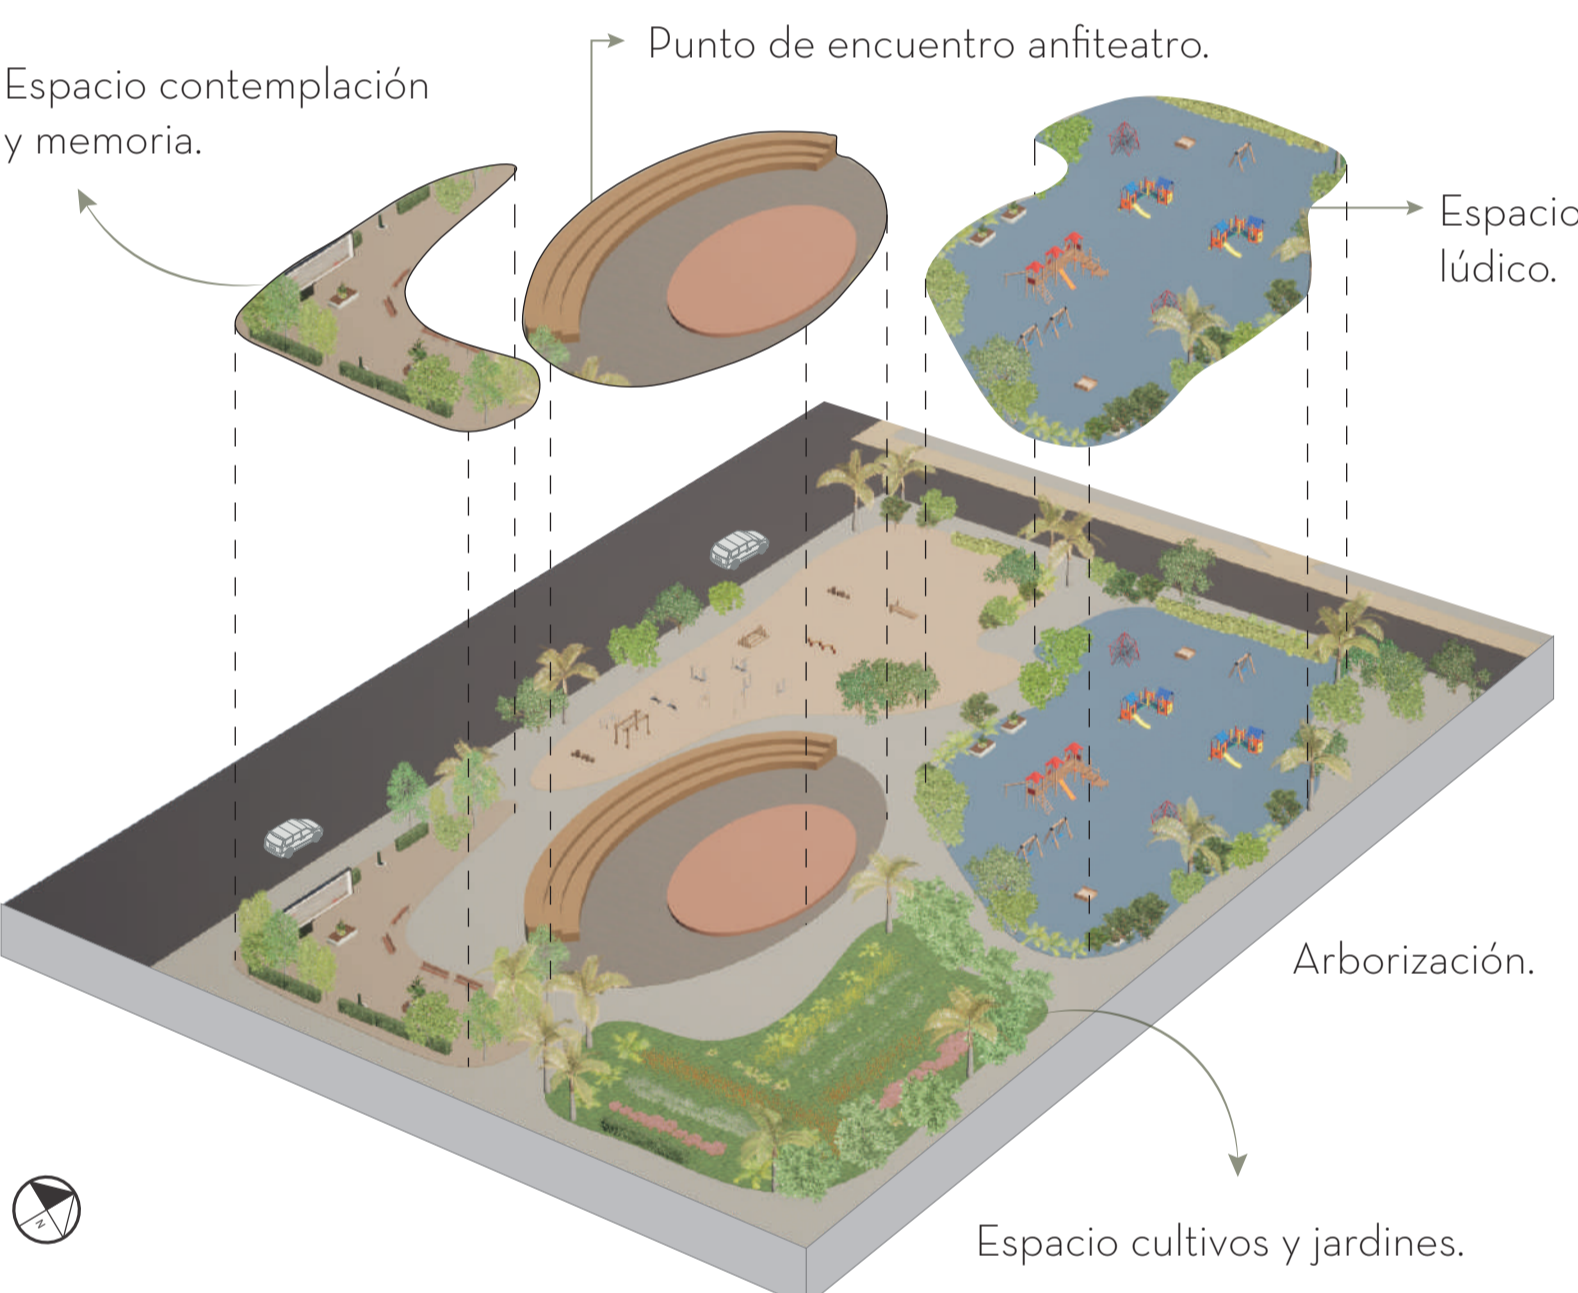 Punto de encuentro anfiteatro.
Espacio contemplación
y memoria.
Espacio
lúdico.
Arborización.
Espacio cultivos y jardines.
N